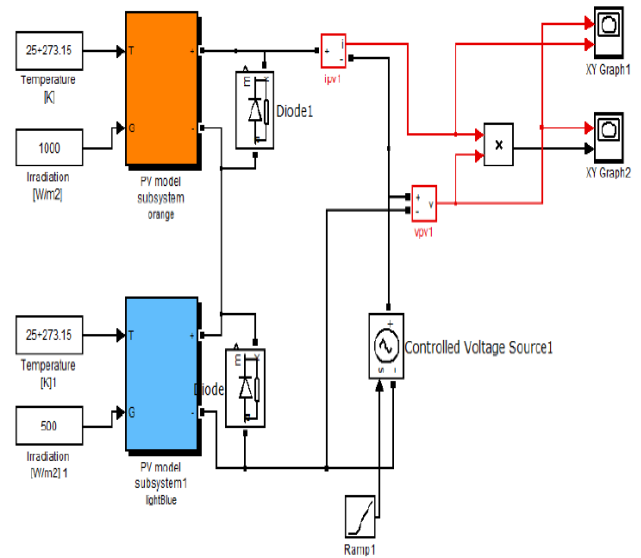 25+273.15
Temperature
[K]
1000
Irradiation
[W/m2]
T
G
+
-
PV model
subsystem
orange
m
Diode1
+
i
-
ipv1
XY Graph1
×
XY Graph2
+
-
v
vpv1
25+273.15
Temperature
[K]1
500
Irradiation
[W/m2] 1
T
G
+
-
PV model
subsystem1
lightBlue
m
Diode
+
s
-
Controlled Voltage Source1
Ramp1